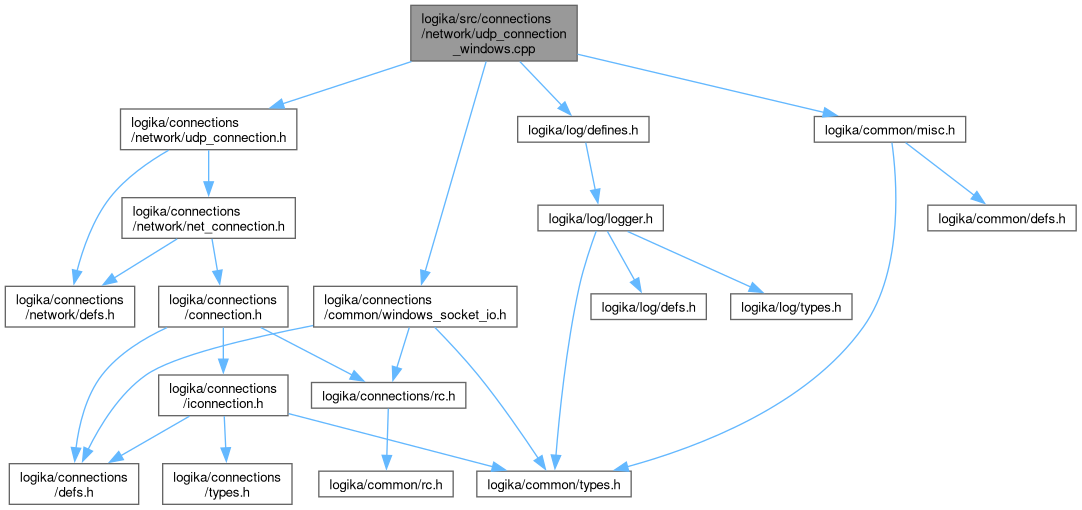 logika/src/connections
/network/udp_connection
_windows.cpp
logika/connections
/network/udp_connection.h
logika/log/defines.h
logika/common/misc.h
logika/connections
/network/net_connection.h
logika/log/logger.h
logika/common/defs.h
logika/connections
/network/defs.h
logika/connections
/connection.h
logika/connections
/common/windows_socket_io.h
logika/log/defs.h
logika/log/types.h
logika/connections
/iconnection.h
logika/connections/rc.h
logika/connections
/defs.h
logika/connections
/types.h
logika/common/rc.h
logika/common/types.h